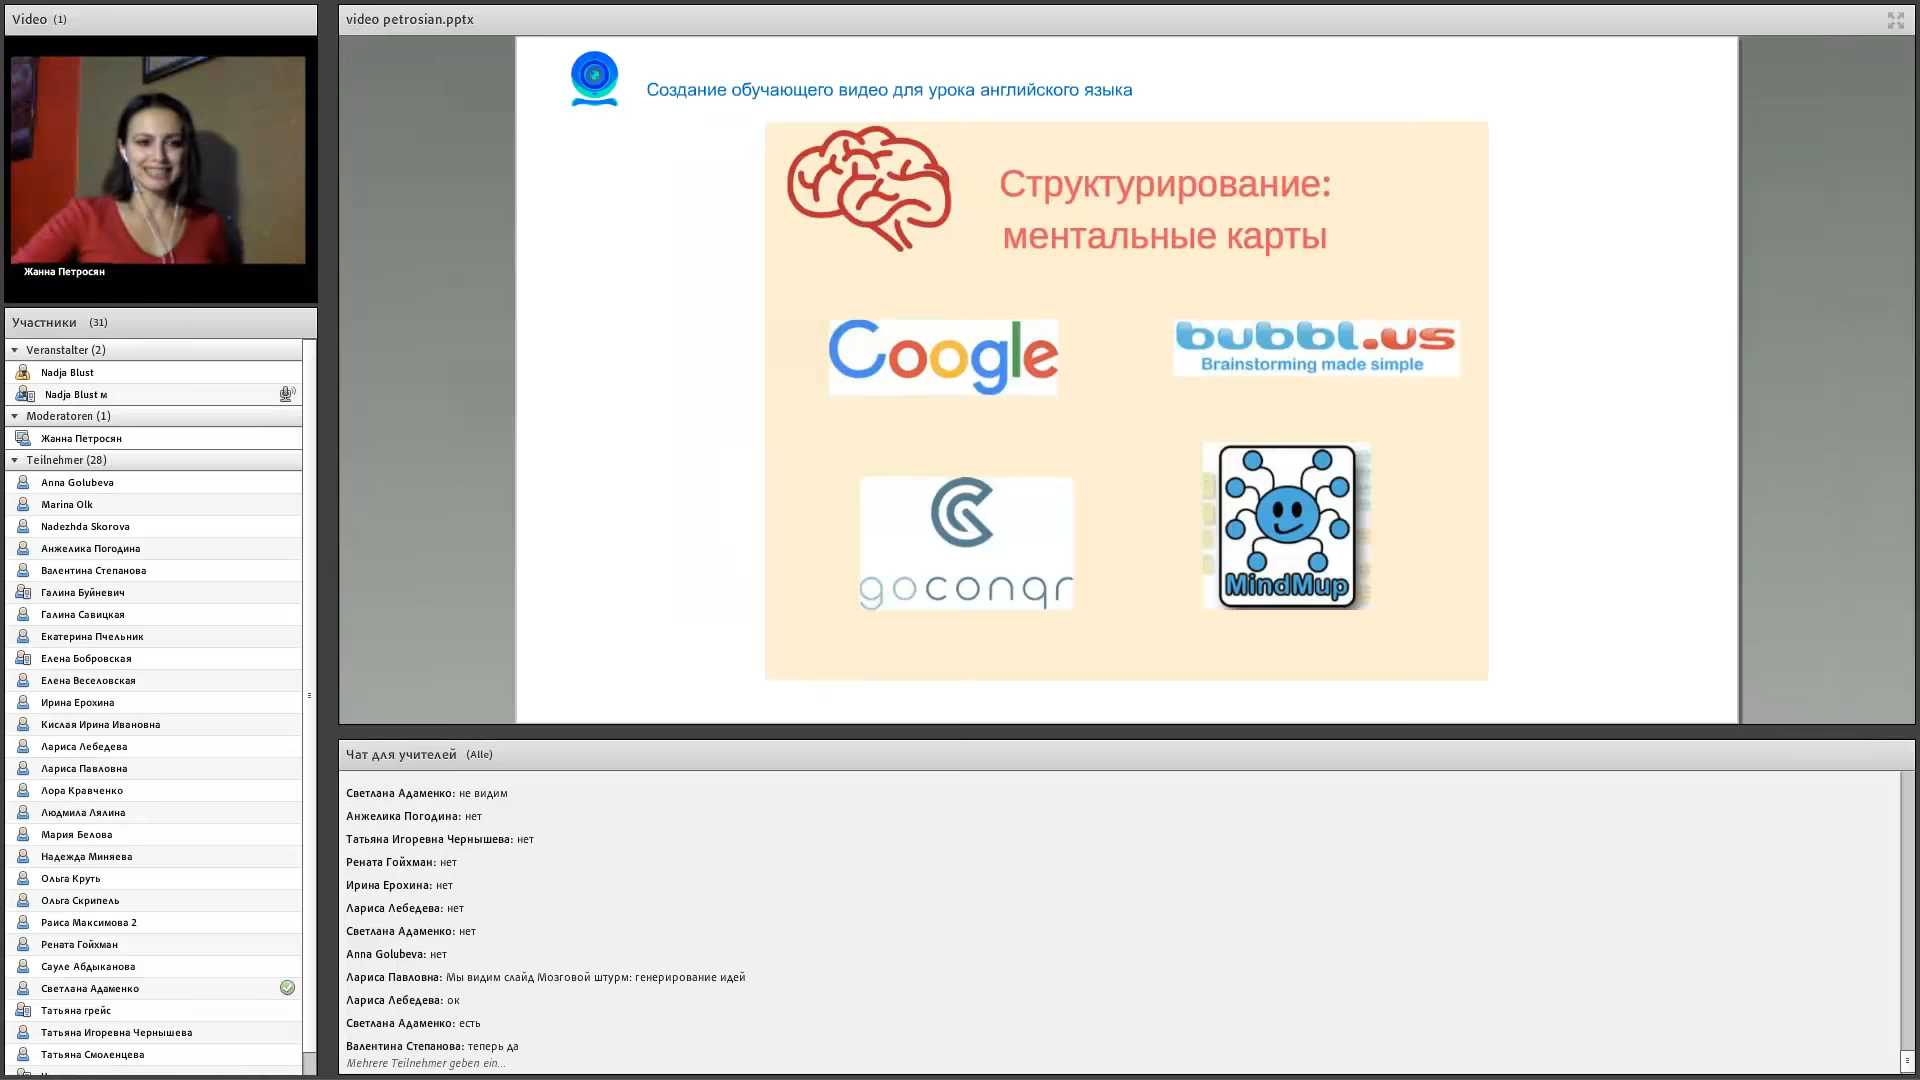 Video (1)
Жанна Петросян
Участники (31)
Veranstalter (2)
Nadja Blust
Nadja Blust м
Moderatoren (1)
Жанна Петросян
Teilnehmer (28)
Anna Golubeva
Marina Olk
Nadezhda Skorova
Анжелика Погодина
Валентина Степанова
Галина Буйневич
Галина Савицкая
Екатерина Пчельник
Елена Бобровская
Елена Веселовская
Ирина Ерохина
Кислая Ирина Ивановна
Лариса Лебедева
Лариса Павловна
Лора Кравченко
Людмила Лялина
Мария Белова
Надежда Миняева
Ольга Круть
Ольга Скрипель
Раиса Максимова 2
Рената Гойхман
Сауле Абдыканова
Светлана Адаменко
Татьяна грейс
Татьяна Игоревна Чернышева
Татьяна Смоленцева
video petrosian.pptx
Создание обучающего видео для урока английского языка
Структурирование:
ментальные карты
Google
bubbl.us
Brainstorming made simple
goconqr
MindMup
Чат для учителей (Alle)
Светлана Адаменко: не видим
Анжелика Погодина: нет
Татьяна Игоревна Чернышева: нет
Рената Гойхман: нет
Ирина Ерохина: нет
Лариса Лебедева: нет
Светлана Адаменко: нет
Anna Golubeva: нет
Лариса Павловна: Мы видим слайд Мозговой штурм: генерирование идей
Лариса Лебедева: ок
Светлана Адаменко: есть
Валентина Степанова: теперь да
Mehrere Teilnehmer geben ein...